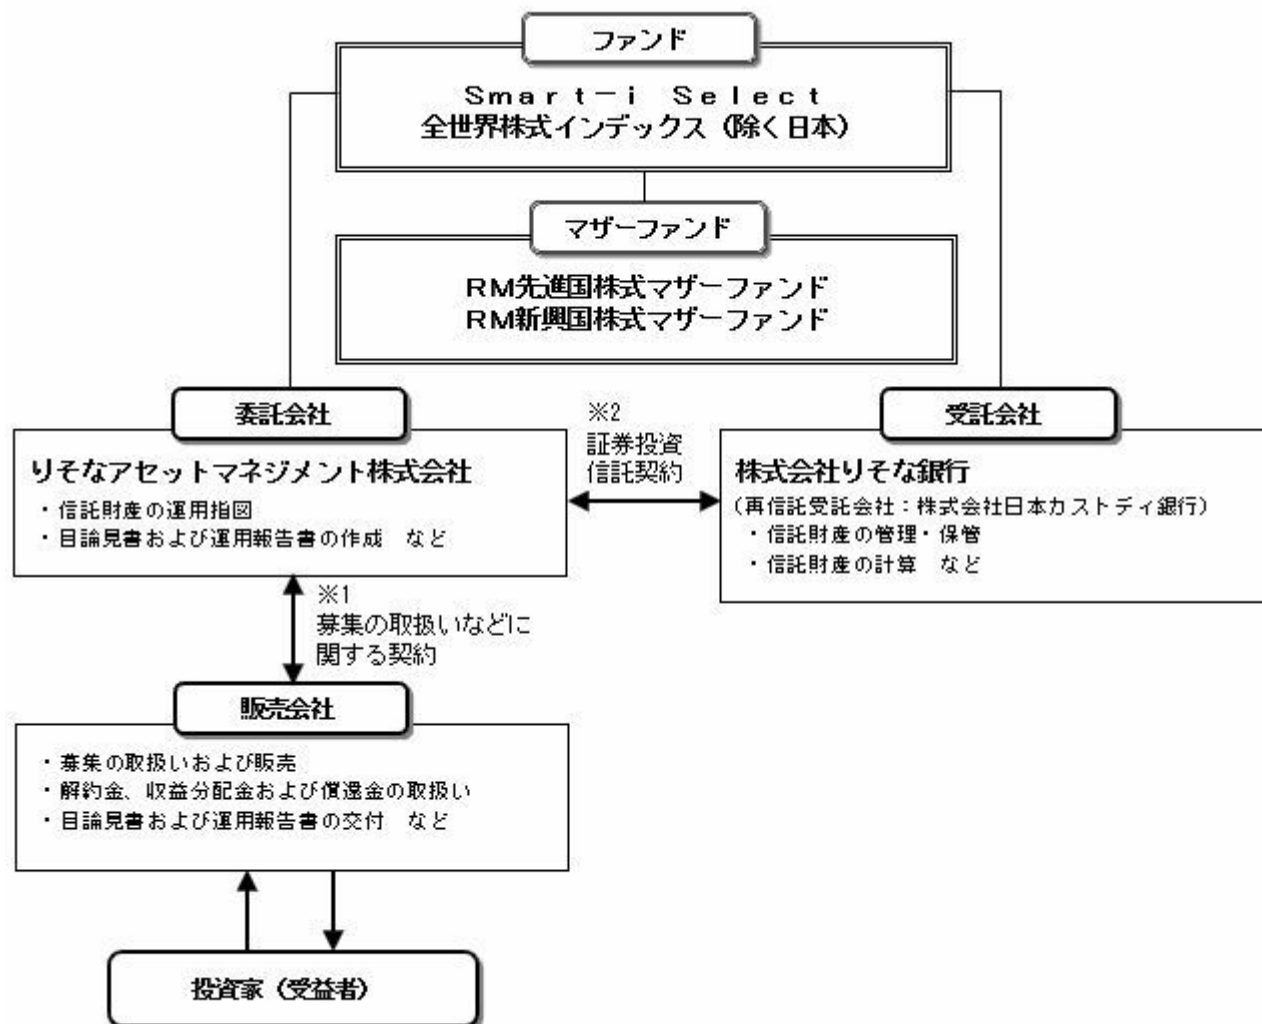 ファンド
Smart－i Select
全世界株式インデックス（除く日本）
マザーファンド
RM先進国株式マザーファンド
RM新興国株式マザーファンド
委託会社
りそなアセットマネジメント株式会社
・信託財産の運用指図
・目論見書および運用報告書の作成　など
※2
証券投資
信託契約
受託会社
株式会社りそな銀行
（再信託受託会社：株式会社日本カストディ銀行）
・信託財産の管理・保管
・信託財産の計算　など
※1
募集の取扱いなどに
関する契約
販売会社
・募集の取扱いおよび販売
・解約金、収益分配金および償還金の取扱い
・目論見書および運用報告書の交付　など
投資家（受益者）